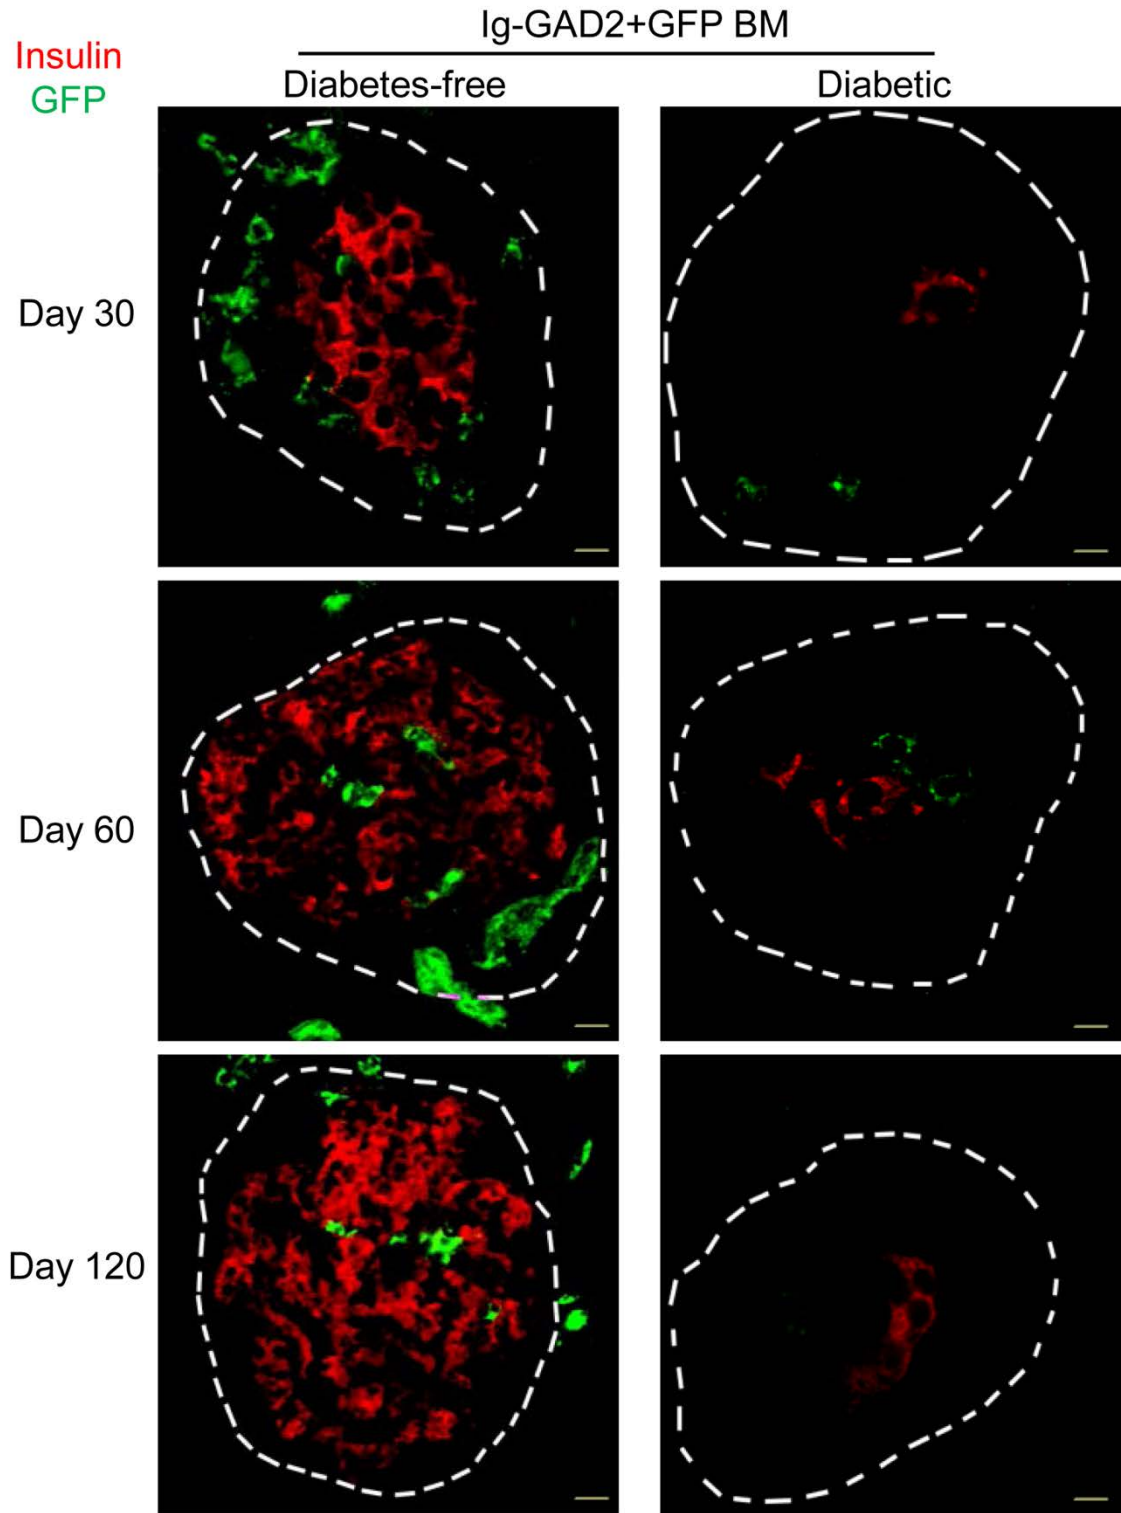 Ig-GAD2+GFP BM
Insulin
GFP
Diabetes-free
Diabetic
Day 30
Day 60
Day 120